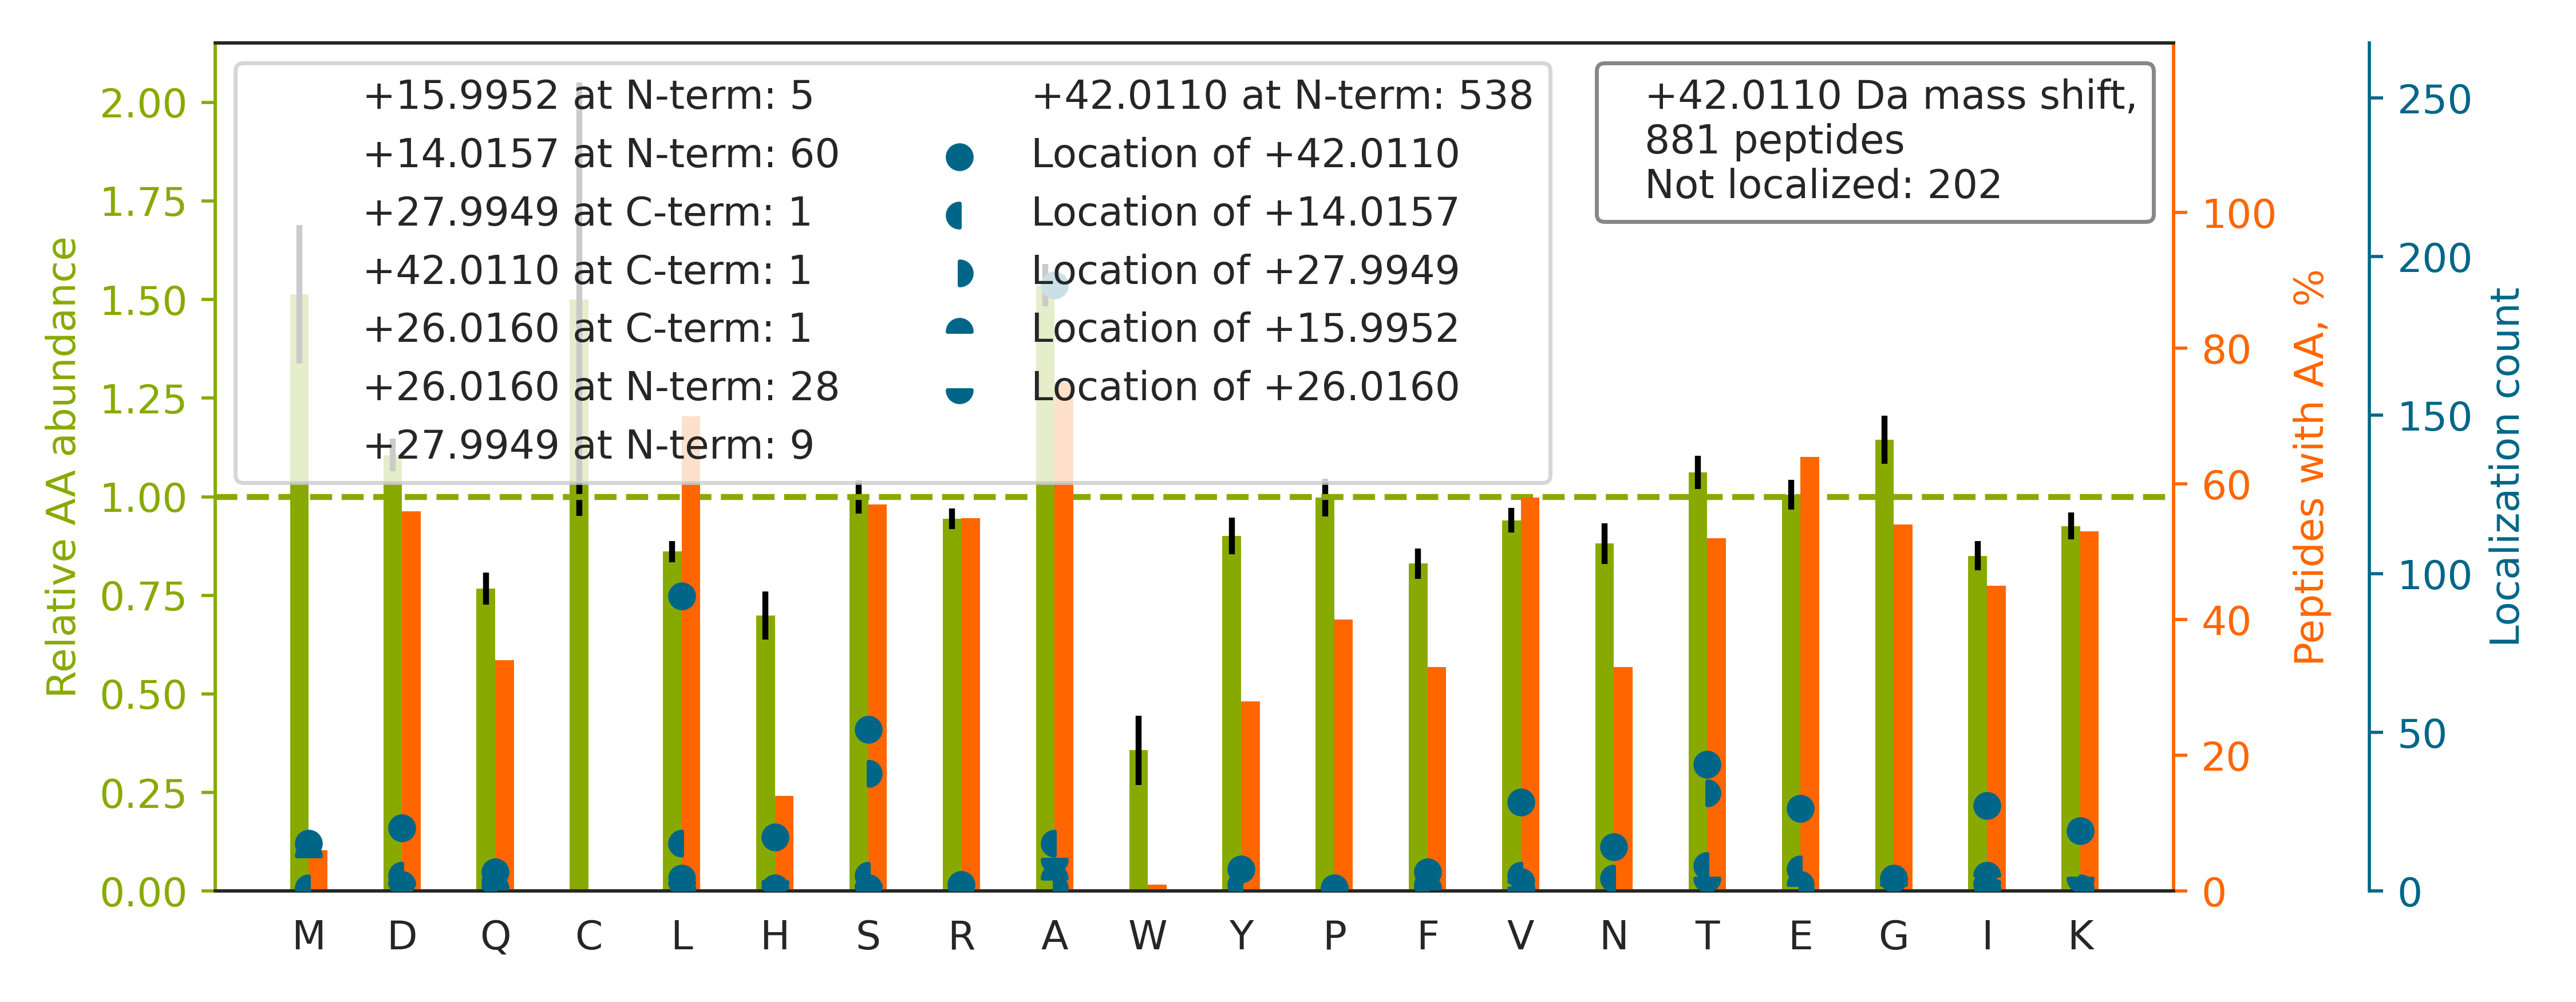 +15.9952 at N-term: 5
+14.0157 at N-term: 60
+27.9949 at C-term: 1
+42.0110 at C-term: 1
+26.0160 at C-term: 1
+26.0160 at N-term: 28
+27.9949 at N-term: 9
+42.0110 at N-term: 538
Location of +42.0110
Location of +14.0157
Location of +27.9949
Location of +15.9952
Location of +26.0160
+42.0110 Da mass shift,
881 peptides
Not localized: 202
Relative AA abundance
2.00
1.75
1.50
1.25
1.00
0.75
0.50
0.25
0.00
M D Q C L H S R A W Y P F V N T E G I K
100
80
60
40
20
0
Peptides with AA, %
250
200
150
100
50
0
Localization count